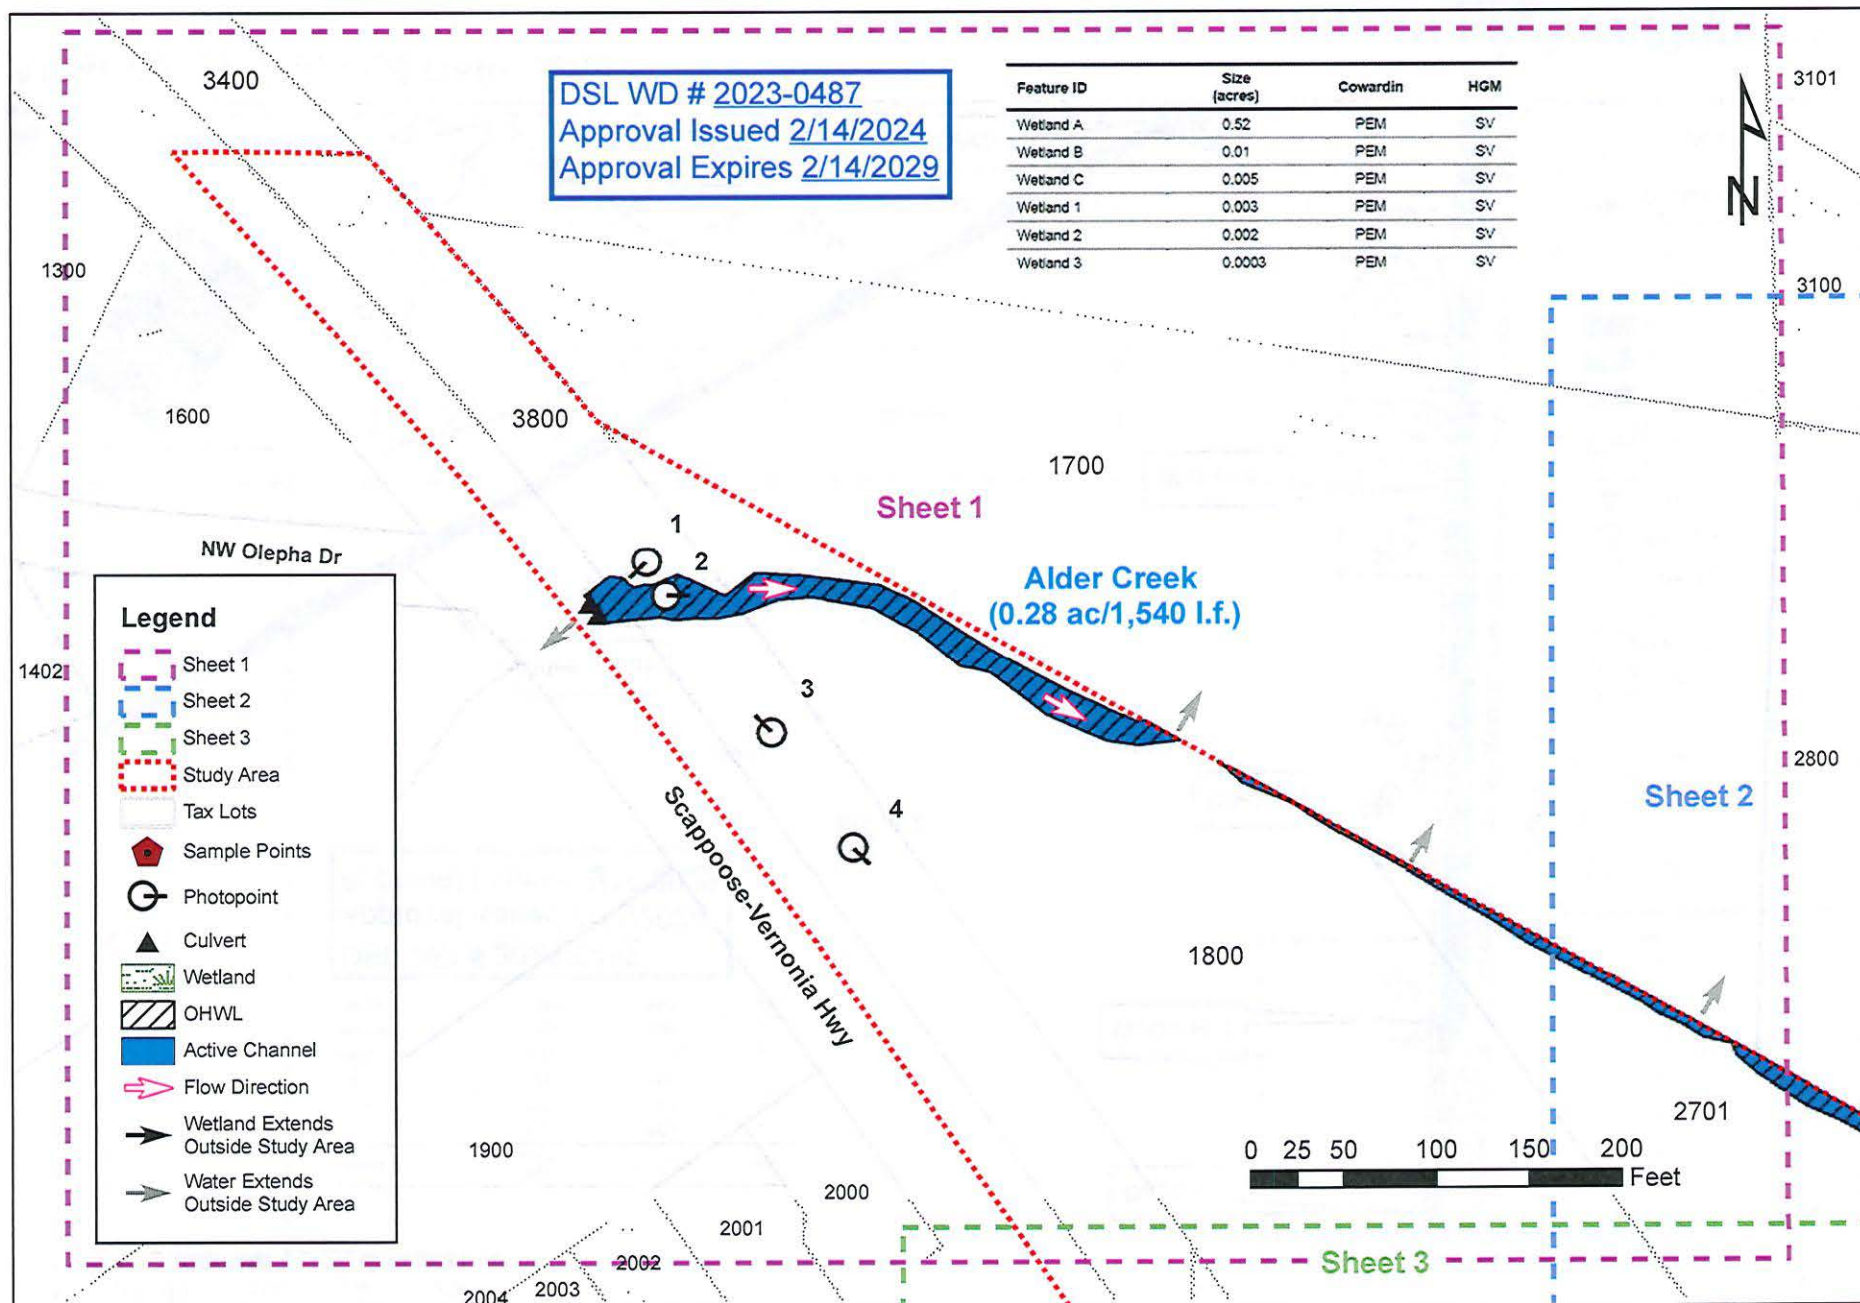 3400
DSL WD # 2023-0487
Approval Issued 2/14/2024
Approval Expires 2/14/2029
Feature ID Size (acres) Cowardin HGM
Wetland A 0.52 PEM SV
Wetland B 0.01 PEM SV
Wetland C 0.005 PEM SV
Wetland 1 0.003 PEM SV
Wetland 2 0.002 PEM SV
Wetland 3 0.0003 PEM SV
3101
N
1300
3100
1600
3800
1700
Sheet 1
1
2
NW Olepha Dr
Alder Creek
(0.28 ac/1,540 l.f.)
Legend
Sheet 1
Sheet 2
Sheet 3
Study Area
Tax Lots
Sample Points
Photopoint
Culvert
Wetland
OHWL
Active Channel
Flow Direction
Wetland Extends
Outside Study Area
Water Extends
Outside Study Area
1402
3
4
Scappoose-Vernonia Hwy
2800
Sheet 2
1800
2701
0 25 50 100 150 200
Feet
1900
2000
2001
2002
2003
2004
Sheet 3